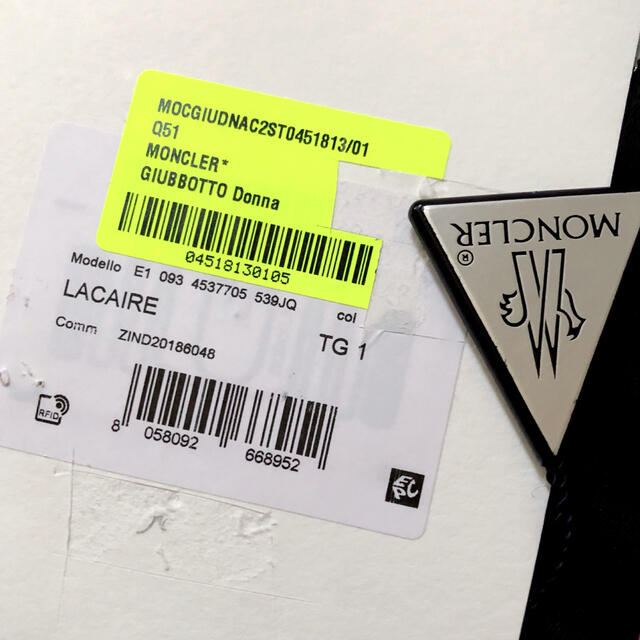 MOCGIUDNAC2ST0451813/01
Q51
MONCLER*
GIUBBOTTO Donna
04518130105
Modello E1 093 4537705 539JQ col
LACAIRE TG 1
Comm ZIND20186048
RFID
8 058092 668952
EPC
MONCLER
®